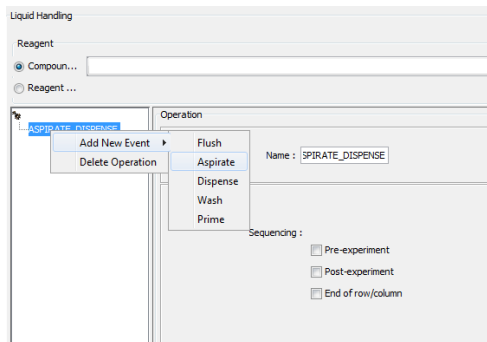 Liquid Handling
Reagent
Compoun...
Reagent ...
Operation
ASPIRATE_DISPENSE
Add New Event
Delete Operation
Flush
Aspirate
Dispense
Wash
Prime
Name : SPIRATE_DISPENSE
Sequencing :
Pre-experiment
Post-experiment
End of row/column